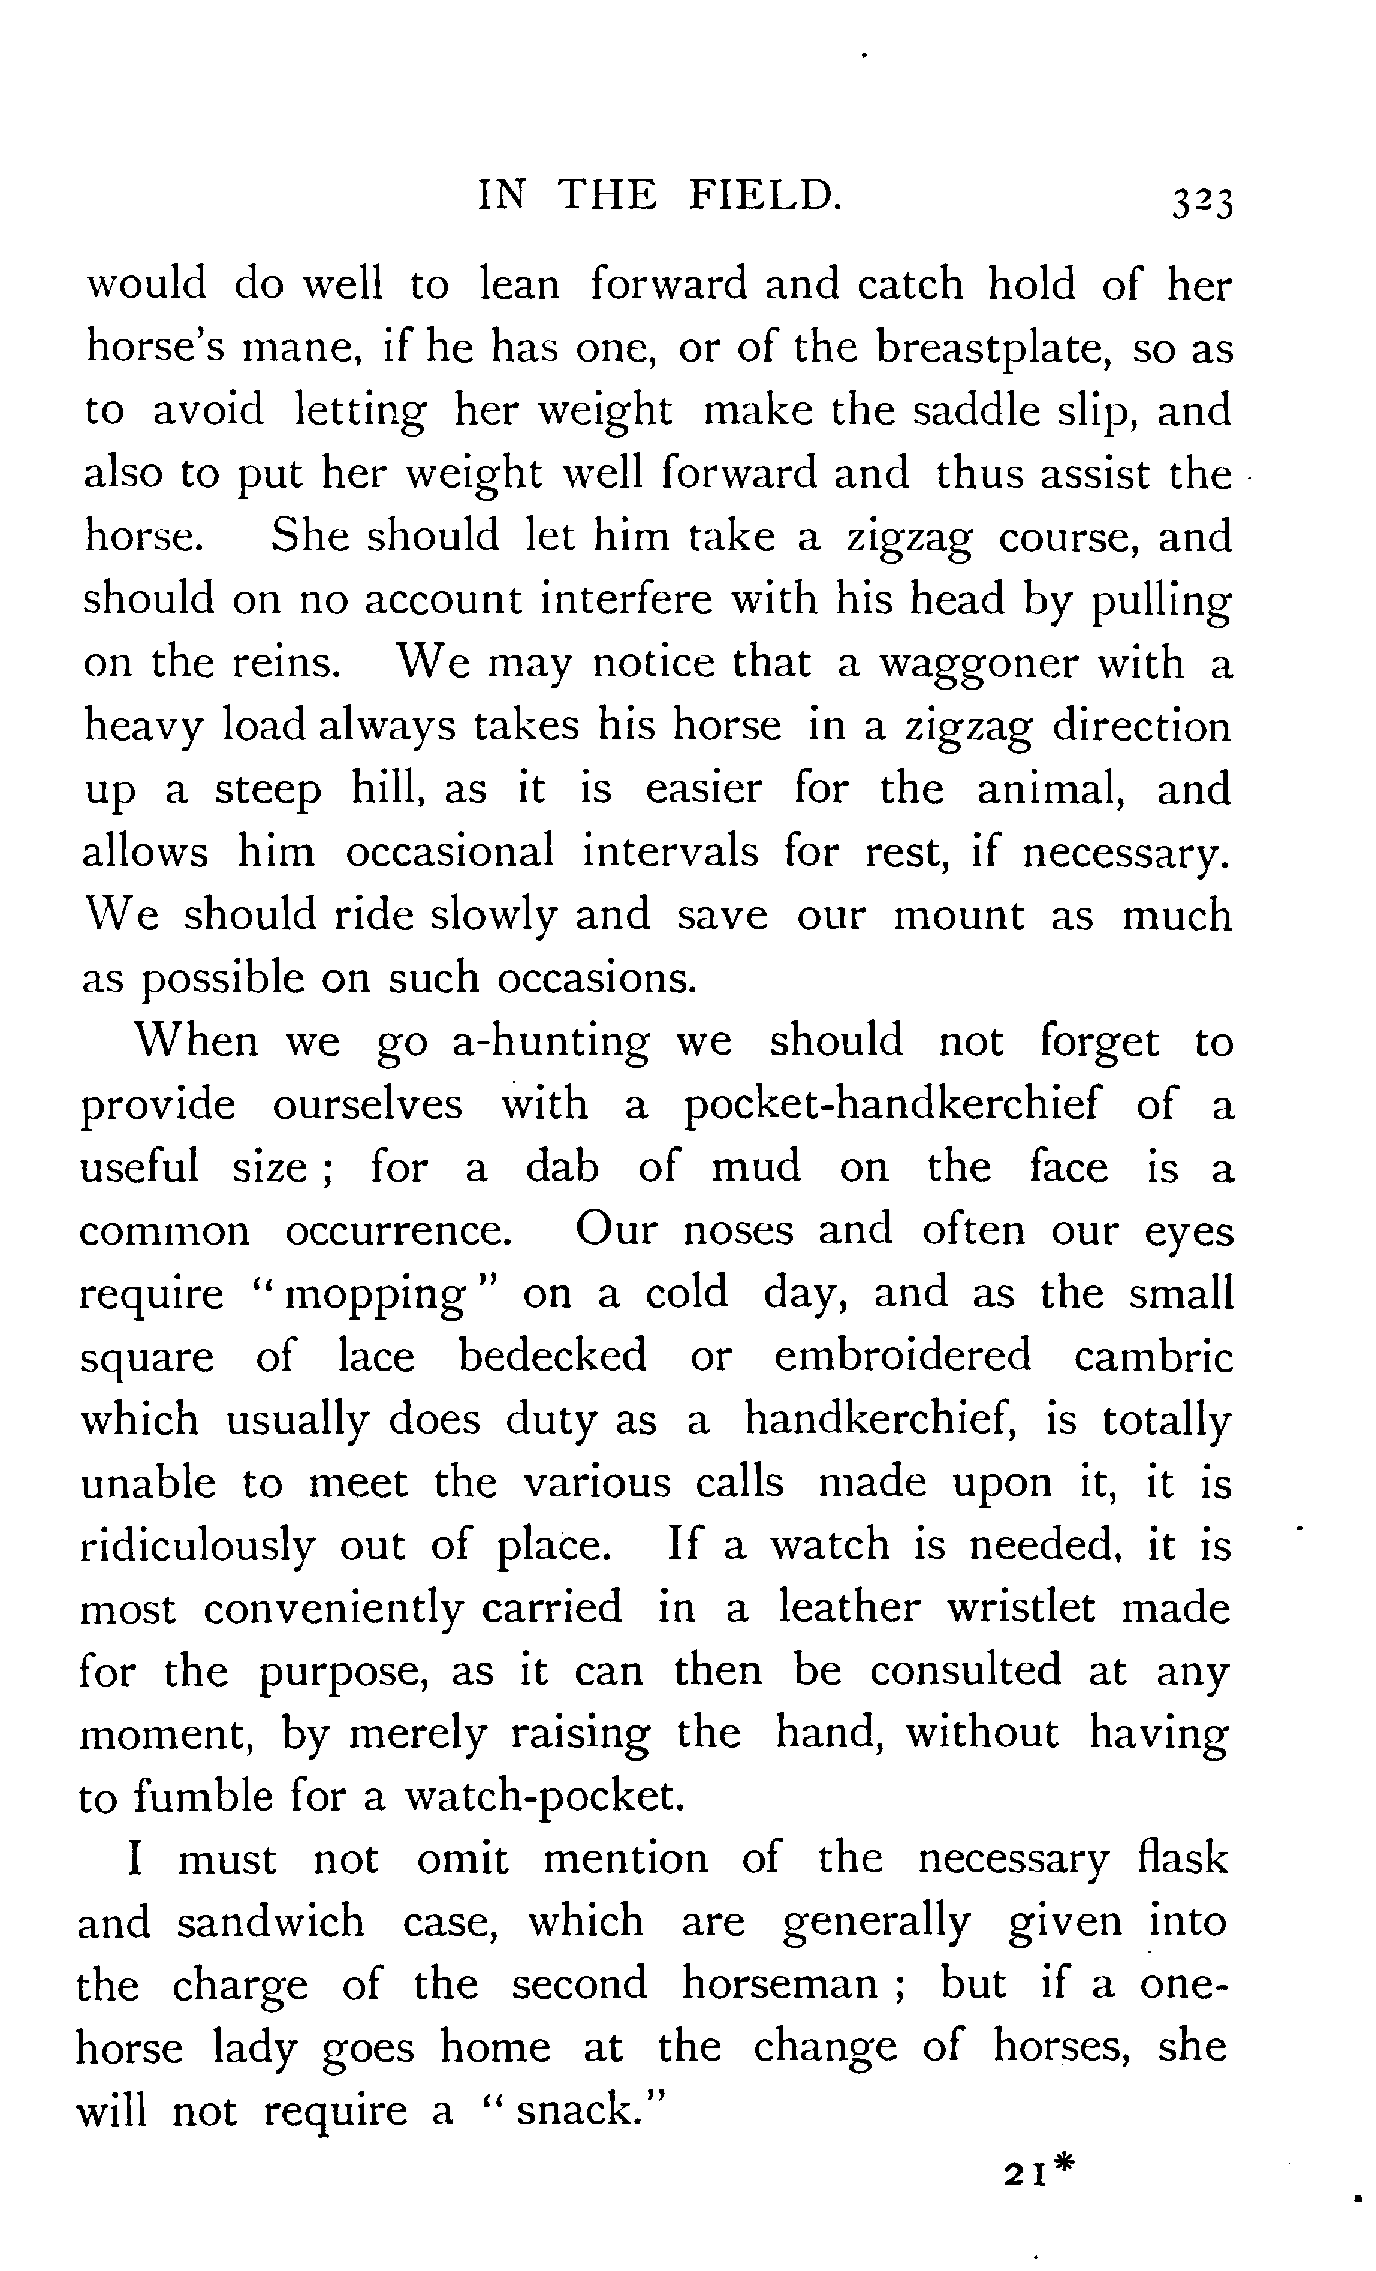 IN THE FIELD. 323
would do well to lean forward and catch hold of her
horse's mane, if he has one, or of the breastplate, so as
to avoid letting her weight make the saddle slip, and
also to put her weight well forward and thus assist the
horse. She should let him take a zigzag course, and
should on no account interfere with his head by pulling
on the reins. We may notice that a waggoner with a
heavy load always takes his horse in a zigzag direction
up a steep hill, as it is easier for the animal, and
allows him occasional intervals for rest, if necessary.
We should ride slowly and save our mount as much
as possible on such occasions.
When we go a-hunting we should not forget to
provide ourselves with a pocket-handkerchief of a
useful size ; for a dab of mud on the face is a
common occurrence. Our noses and often our eyes
require " mopping " on a cold day, and as the small
square of lace bedecked or embroidered cambric
which usually does duty as a handkerchief, is totally
unable to meet the various calls made upon it, it is
ridiculously out of place. If a watch is needed, it is
most conveniently carried in a leather wristlet made
for the purpose, as it can then be consulted at any
moment, by merely raising the hand, without having
to fumble for a watch-pocket.
I must not omit mention of the necessary flask
and sandwich case, which are generally given into
the charge of the second horseman ; but if a one-
horse lady goes home at the change of horses, she
will not require a " snack."
21*